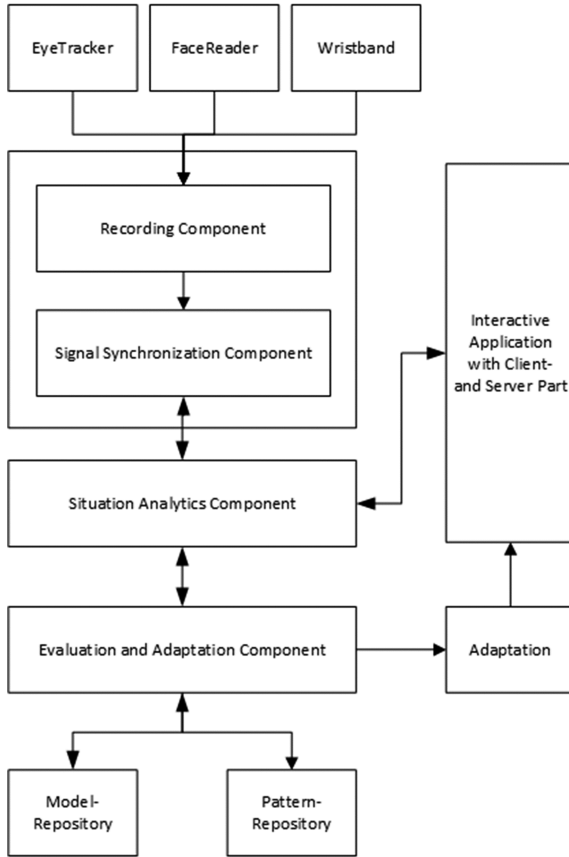 EyeTracker
FaceReader
Wristband
Recording Component
Signal Synchronization Component
Interactive
Application
with Client-
and Server Part
Situation Analytics Component
Evaluation and Adaptation Component
Adaptation
Model-
Repository
Pattern-
Repository